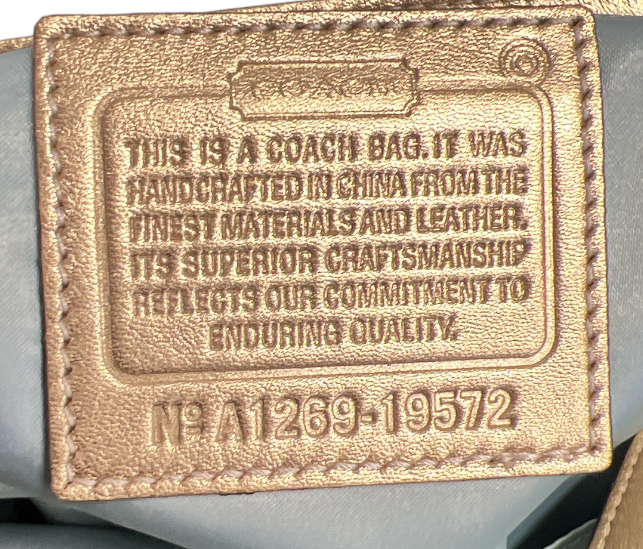 COACH
©
THIS IS A COACH BAG. IT WAS
HANDCRAFTED IN CHINA FROM THE
FINEST MATERIALS AND LEATHER.
ITS SUPERIOR CRAFTSMANSHIP
REFLECTS OUR COMMITMENT TO
ENDURING QUALITY.
Nº A1269-19572